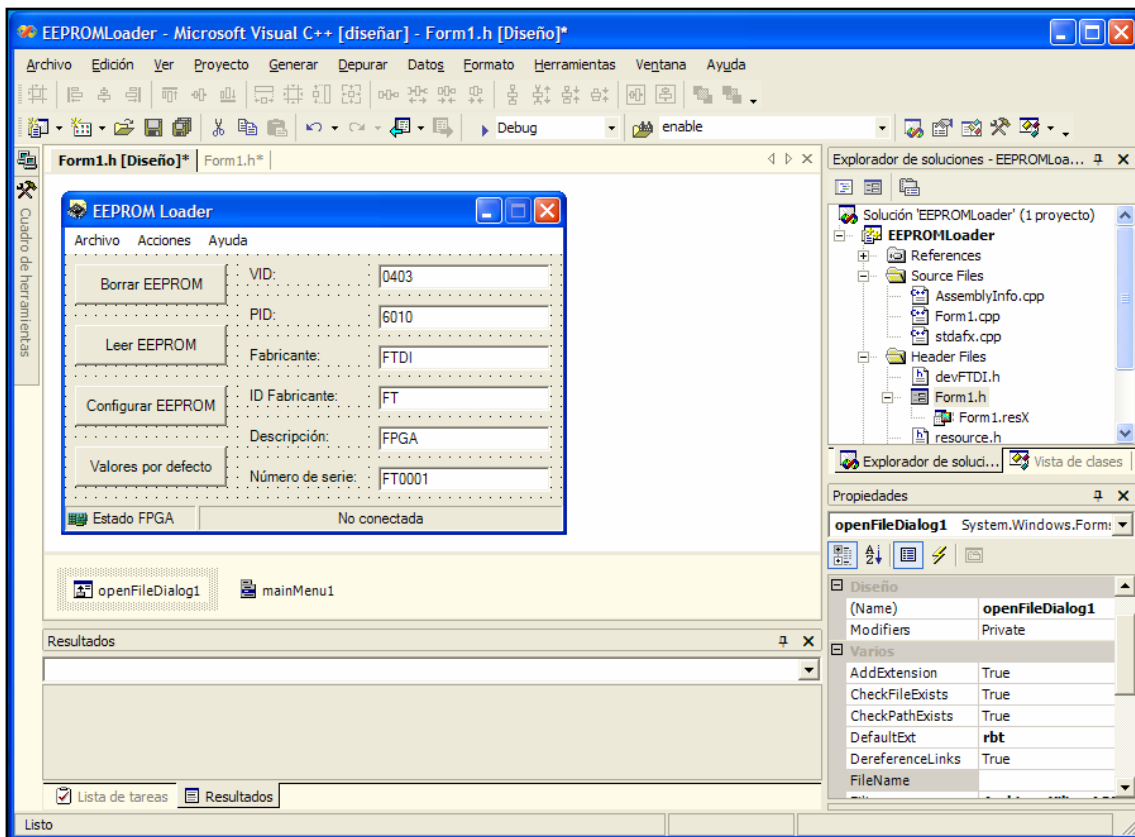 EEPROMLoader - Microsoft Visual C++ [diseñar] - Form1.h [Diseño]*
Archivo Edición Ver Proyecto Generar Depurar Datos Formato Herramientas Ventana Ayuda
Debug enable
Form1.h [Diseño]* Form1.h*
Cuadro de herramientas
EEPROM Loader
Archivo Acciones Ayuda
Borrar EEPROM
VID: 0403
PID: 6010
Leer EEPROM
Fabricante: FTDI
ID Fabricante: FT
Configurar EEPROM
Descripción: FPGA
Valores por defecto
Número de serie: FT0001
Estado FPGA No conectada
openFileDialog1 mainMenu1
Resultados
Lista de tareas Resultados
Explorador de soluciones - EEPROMLoa...
Solución 'EEPROMLoader' (1 proyecto)
EEPROMLoader
References
Source Files
AssemblyInfo.cpp
Form1.cpp
stdafx.cpp
Header Files
devFTDI.h
Form1.h
Form1.resX
resource.h
Explorador de soluci... Vista de clases
Propiedades
openFileDialog1 System.Windows.Forms
Diseño
(Name) openFileDialog1
Modifiers Private
Varios
AddExtension True
CheckFileExists True
CheckPathExists True
DefaultExt rbt
DereferenceLinks True
FileName
Listo